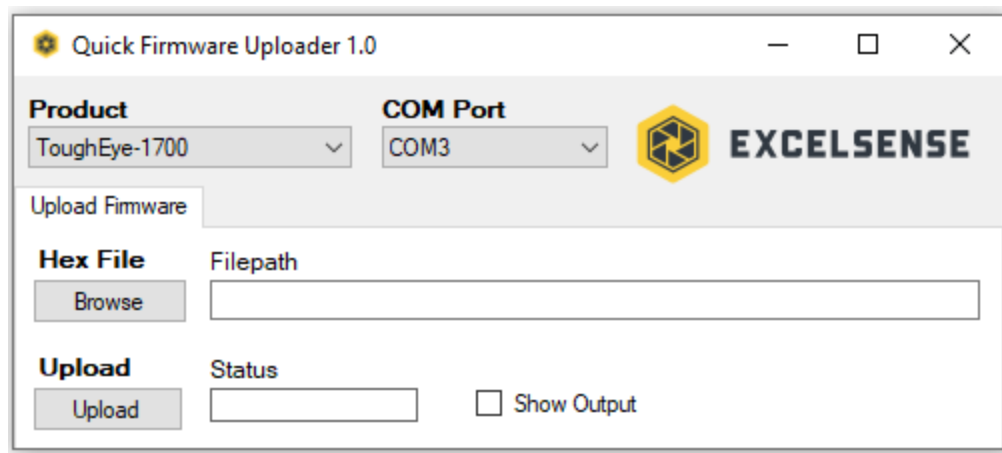 Quick Firmware Uploader 1.0
Product
COM Port
ToughEye-1700
COM3
EXCELSENSE
Upload Firmware
Hex File
Filepath
Browse
Upload
Status
Upload
Show Output